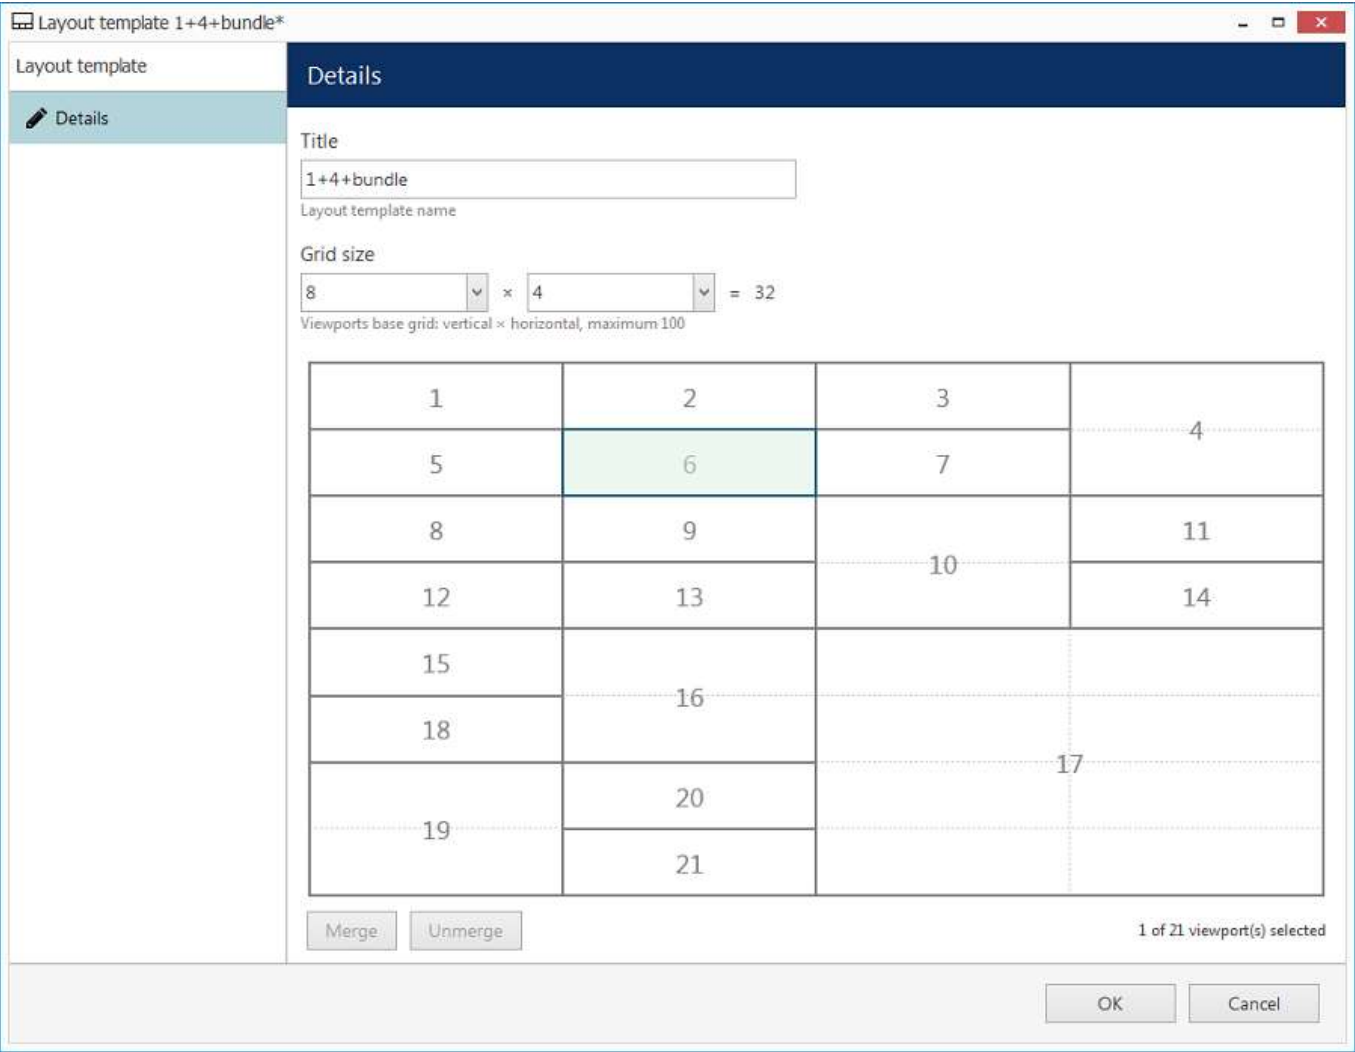 Layout template 1+4+bundle*
Layout template
Details
Details
Title
1+4+bundle
Layout template name
Grid size
8 × 4 = 32
Viewports base grid: vertical × horizontal, maximum 100
1 2 3
4
5 6 7
8 9 11
10
12 13 14
15
16
18
17
20
19
21
Merge Unmerge 1 of 21 viewport(s) selected
OK Cancel